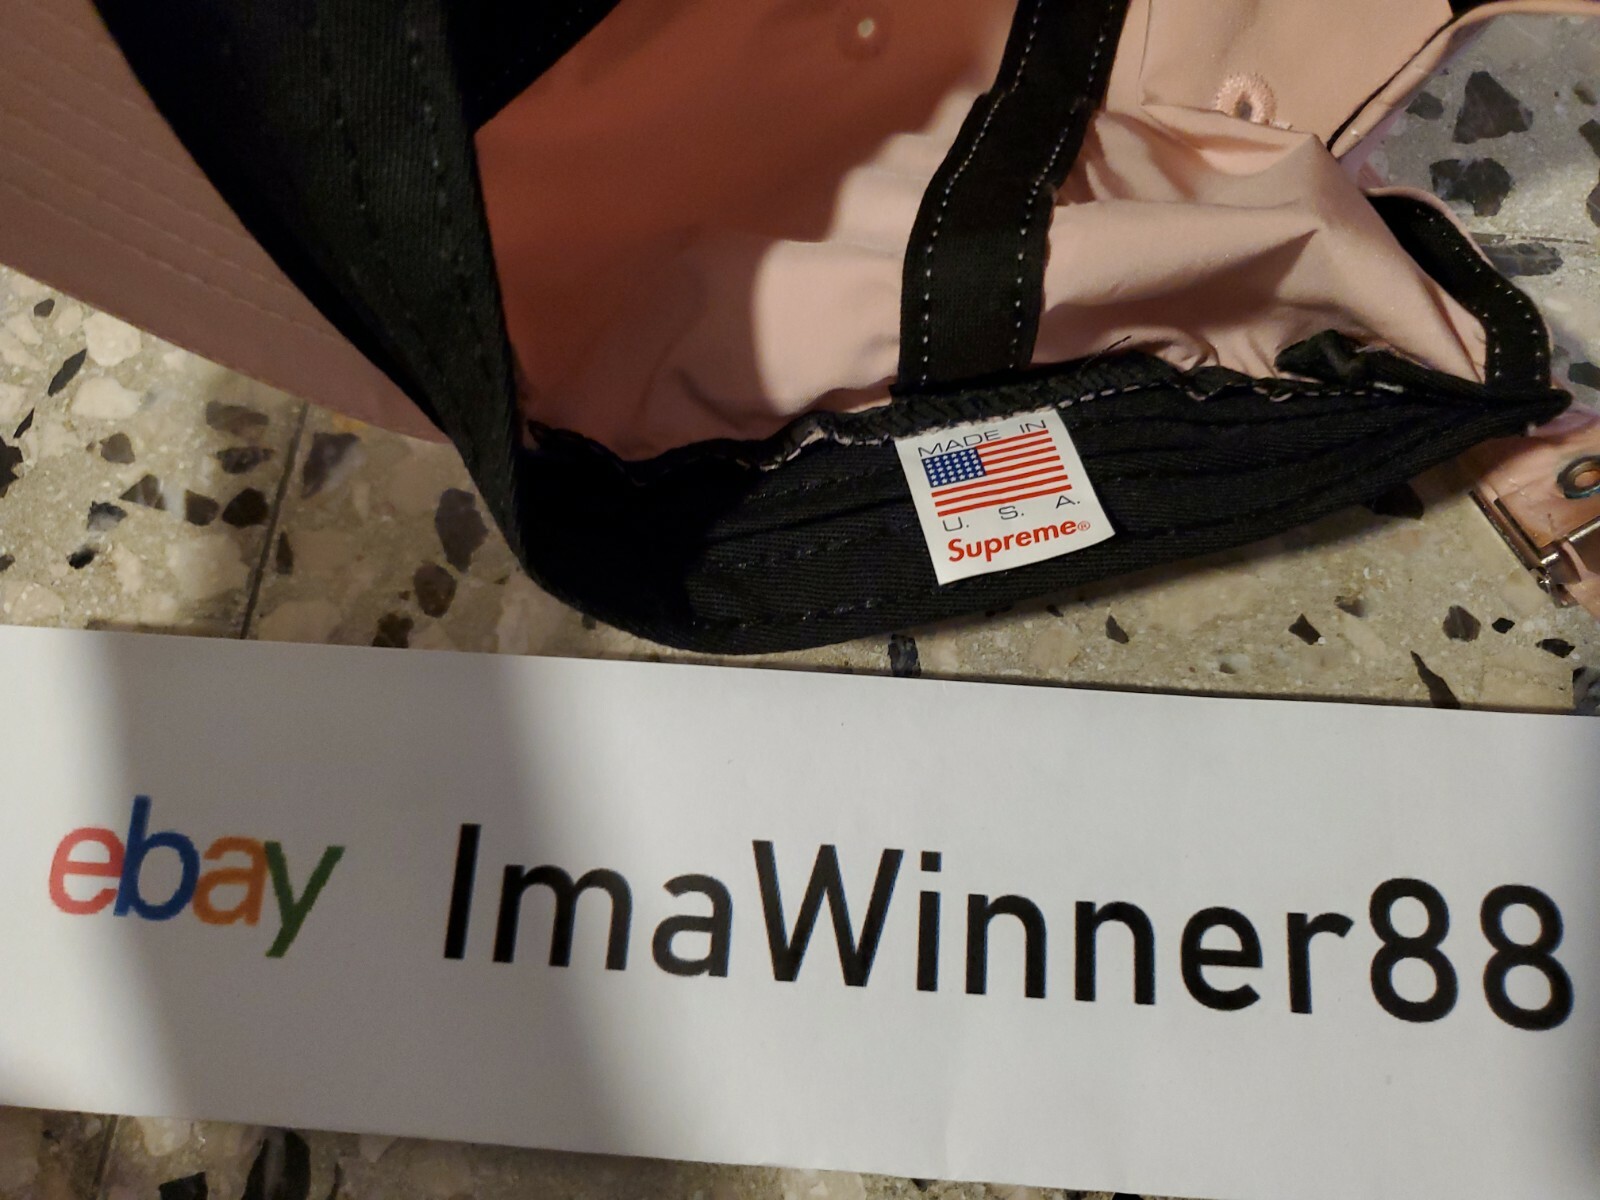 MADE IN
U. S. A.
Supreme®
ebay ImaWinner88